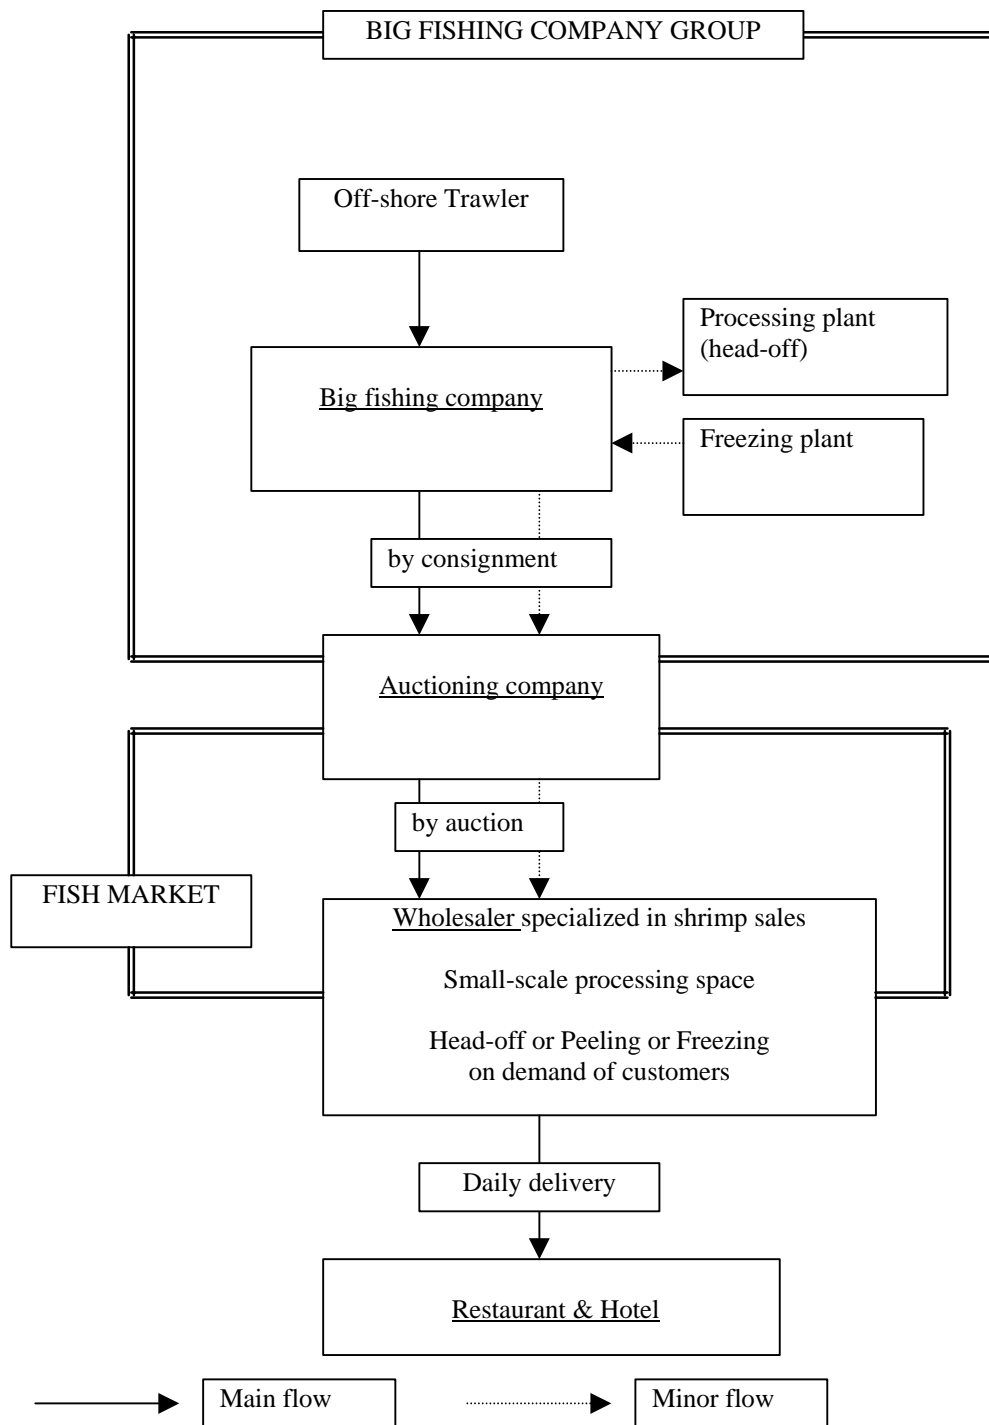 BIG FISHING COMPANY GROUP
Off-shore Trawler
Processing plant
(head-off)
Big fishing company
Freezing plant
by consignment
Auctioning company
by auction
FISH MARKET
Wholesaler specialized in shrimp sales
Small-scale processing space
Head-off or Peeling or Freezing
on demand of customers
Daily delivery
Restaurant & Hotel
Main flow
Minor flow